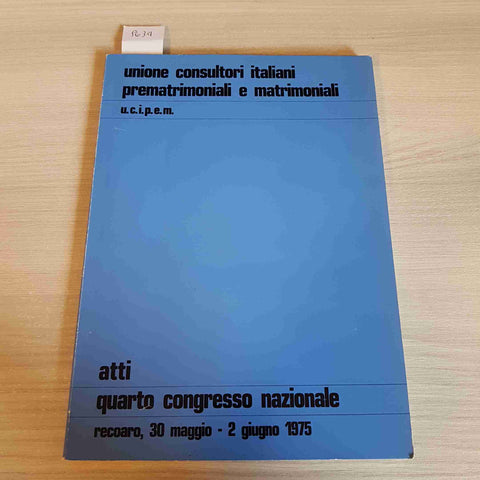 unione consultori italiani
prematrimoniali e matrimoniali
u.c.i.p.e.m.
atti
quarto congresso nazionale
recoaro, 30 maggio - 2 giugno 1975